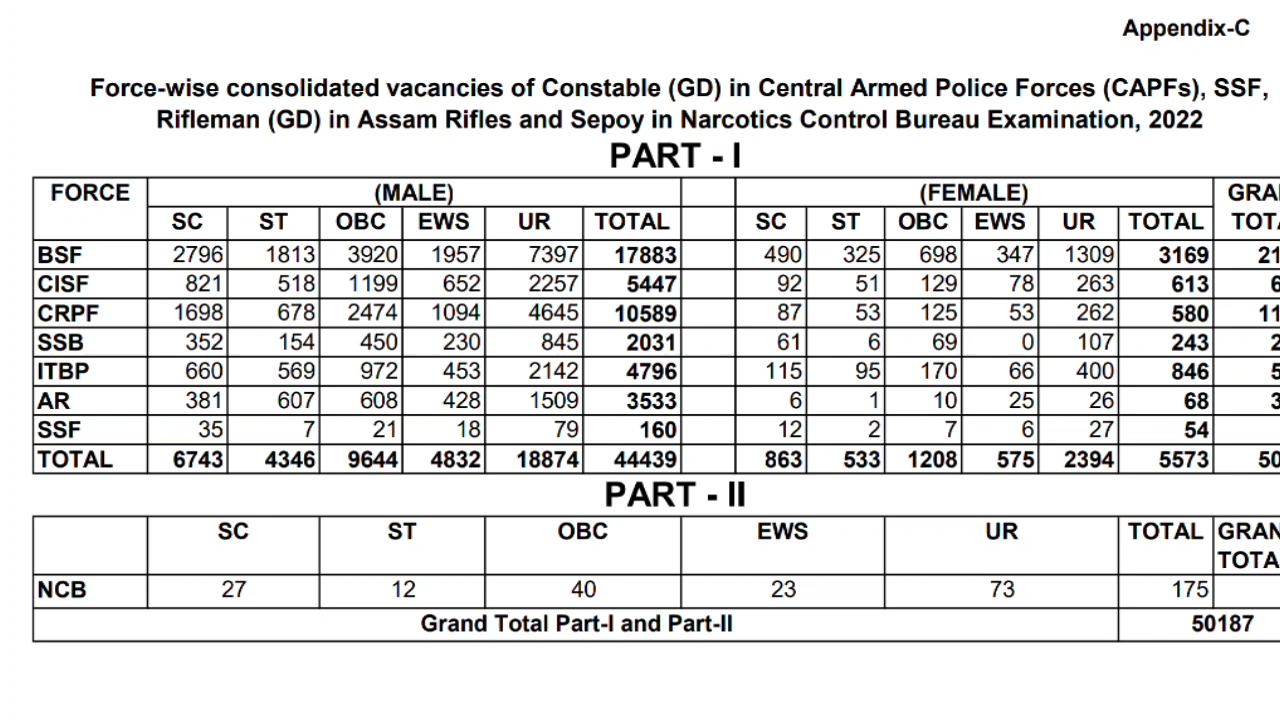 Appendix-C
Force-wise consolidated vacancies of Constable (GD) in Central Armed Police Forces (CAPFs), SSF,
Rifleman (GD) in Assam Rifles and Sepoy in Narcotics Control Bureau Examination, 2022
PART - I
FORCE (MALE) (FEMALE)
SC ST OBC EWS UR TOTAL SC ST OBC EWS UR TOTAL
BSF 2796 1813 3920 1957 7397 17883 490 325 698 347 1309 3169
CISF 821 518 1199 652 2257 5447 92 51 129 78 263 613
CRPF 1698 678 2474 1094 4645 10589 87 53 125 53 262 580
SSB 352 154 450 230 845 2031 61 6 69 0 107 243
ITBP 660 569 972 453 2142 4796 115 95 170 66 400 846
AR 381 607 608 428 1509 3533 6 1 10 25 26 68
SSF 35 7 21 18 79 160 12 2 7 6 27 54
TOTAL 6743 4346 9644 4832 18874 44439 863 533 1208 575 2394 5573
PART - II
SC ST OBC EWS UR TOTAL
NCB 27 12 40 23 73 175
Grand Total Part-I and Part-II 50187